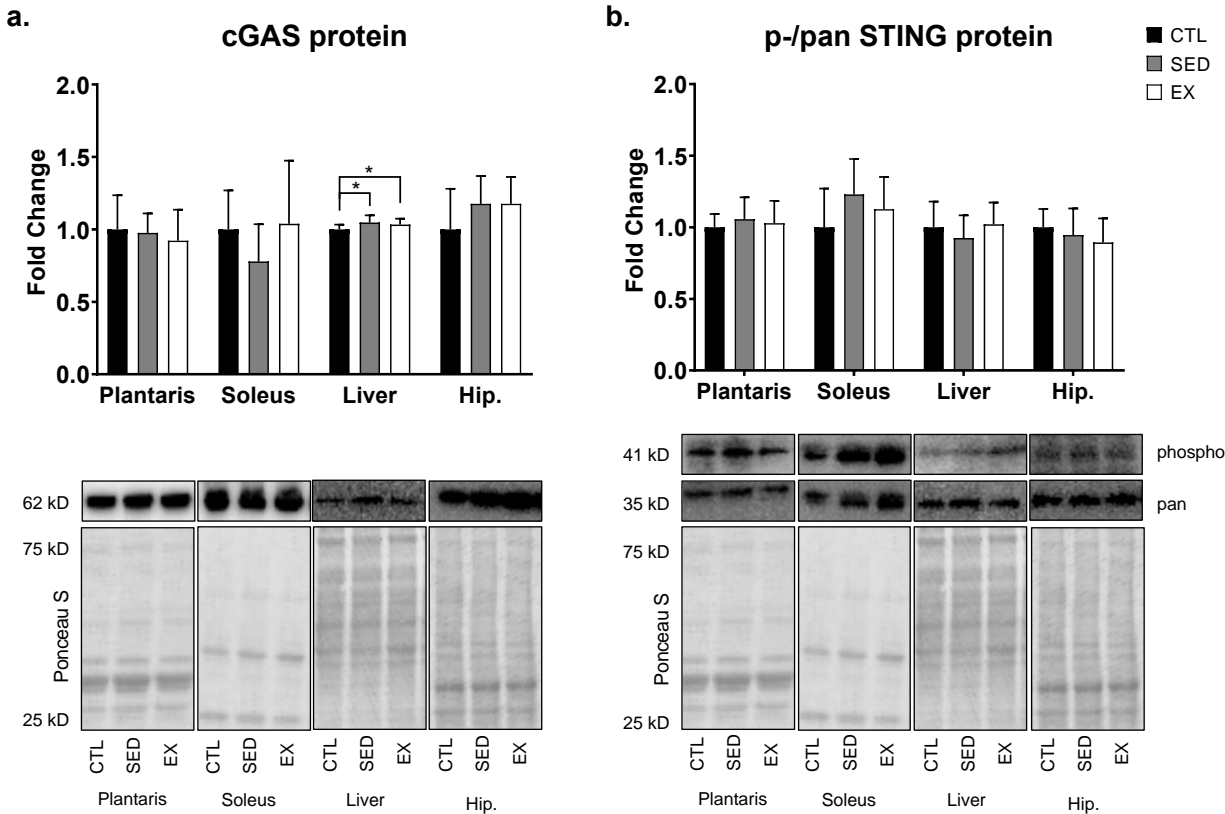 a.
cGAS protein
2.0
1.5
1.0
0.5
0.0
Fold Change
*
*
Plantaris Soleus Liver Hip.
62 kD
75 kD
Ponceau S
25 kD
CTL SED EX CTL SED EX CTL SED EX CTL SED EX
Plantaris Soleus Liver Hip.
b.
p-/pan STING protein
CTL
SED
EX
2.0
1.5
1.0
0.5
0.0
Fold Change
Plantaris Soleus Liver Hip.
41 kD phospho
35 kD pan
75 kD
Ponceau S
25 kD
CTL SED EX CTL SED EX CTL SED EX CTL SED EX
Plantaris Soleus Liver Hip.